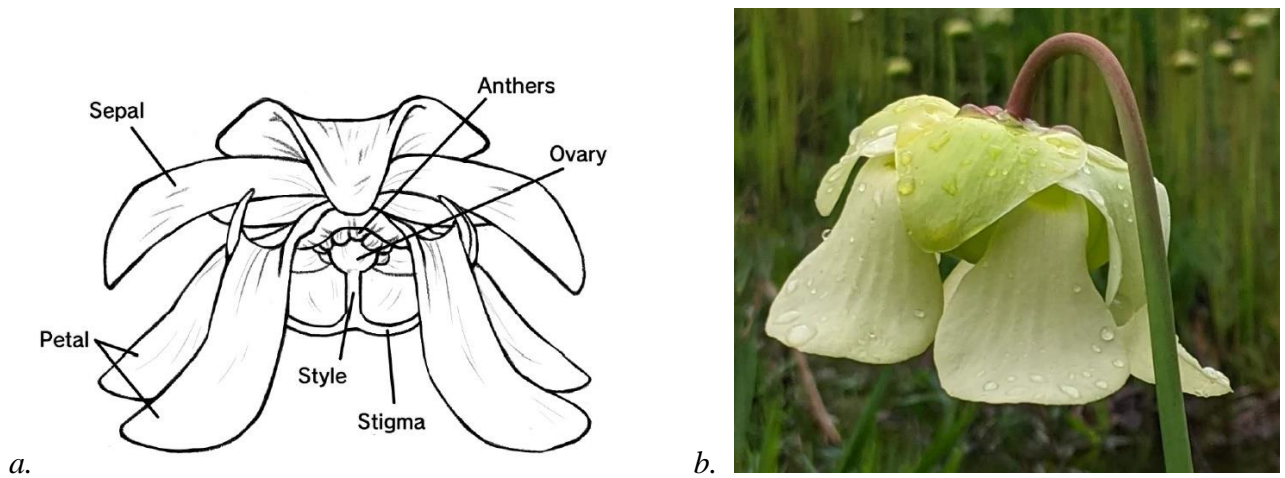 Sepal
Anthers
Ovary
Petal
Style
Stigma
a.
b.